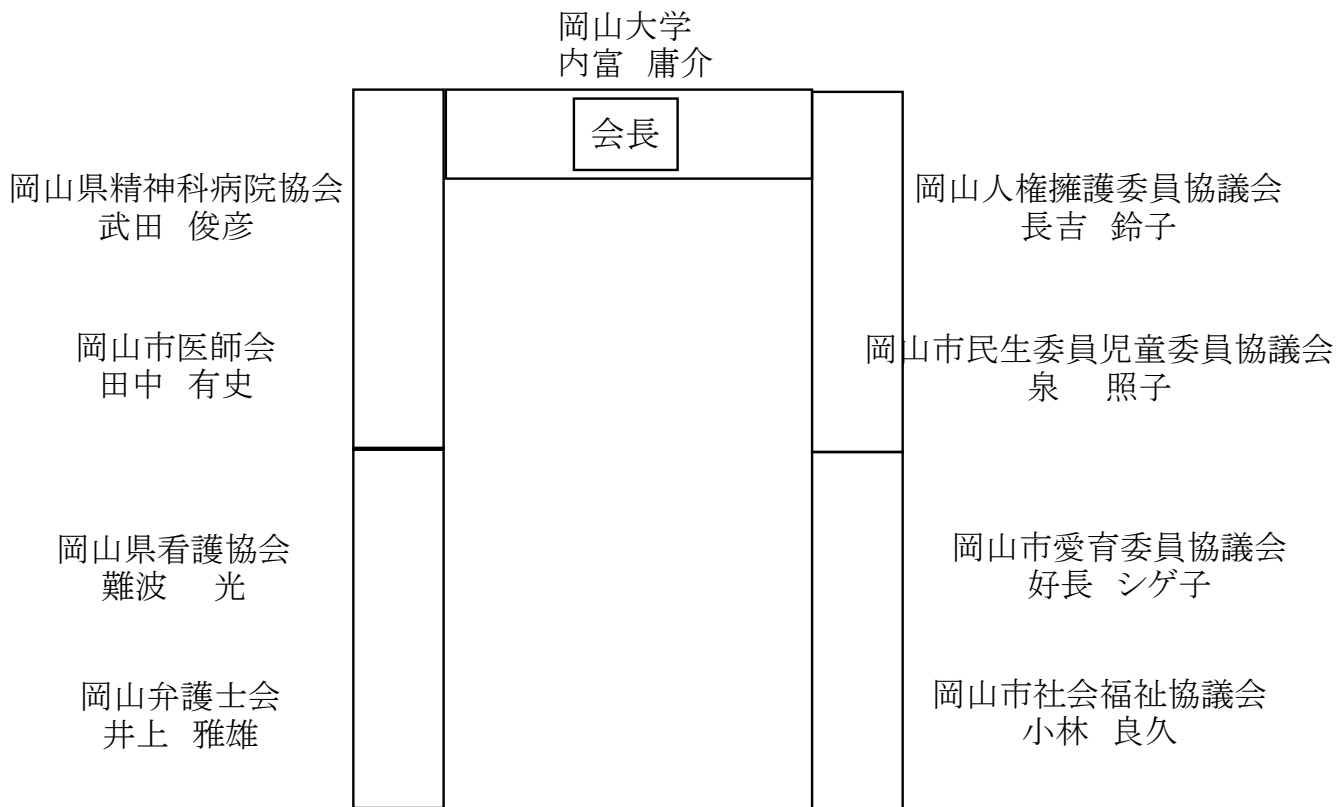 岡山大学
内富 庸介
会長
岡山県精神科病院協会
武田 俊彦
岡山人権擁護委員協議会
長吉 鈴子
岡山市医師会
田中 有史
岡山市民生委員児童委員協議会
泉 照子
岡山県看護協会
難波 光
岡山市愛育委員協議会
好長 シゲ子
岡山弁護士会
井上 雅雄
岡山市社会福祉協議会
小林 良久